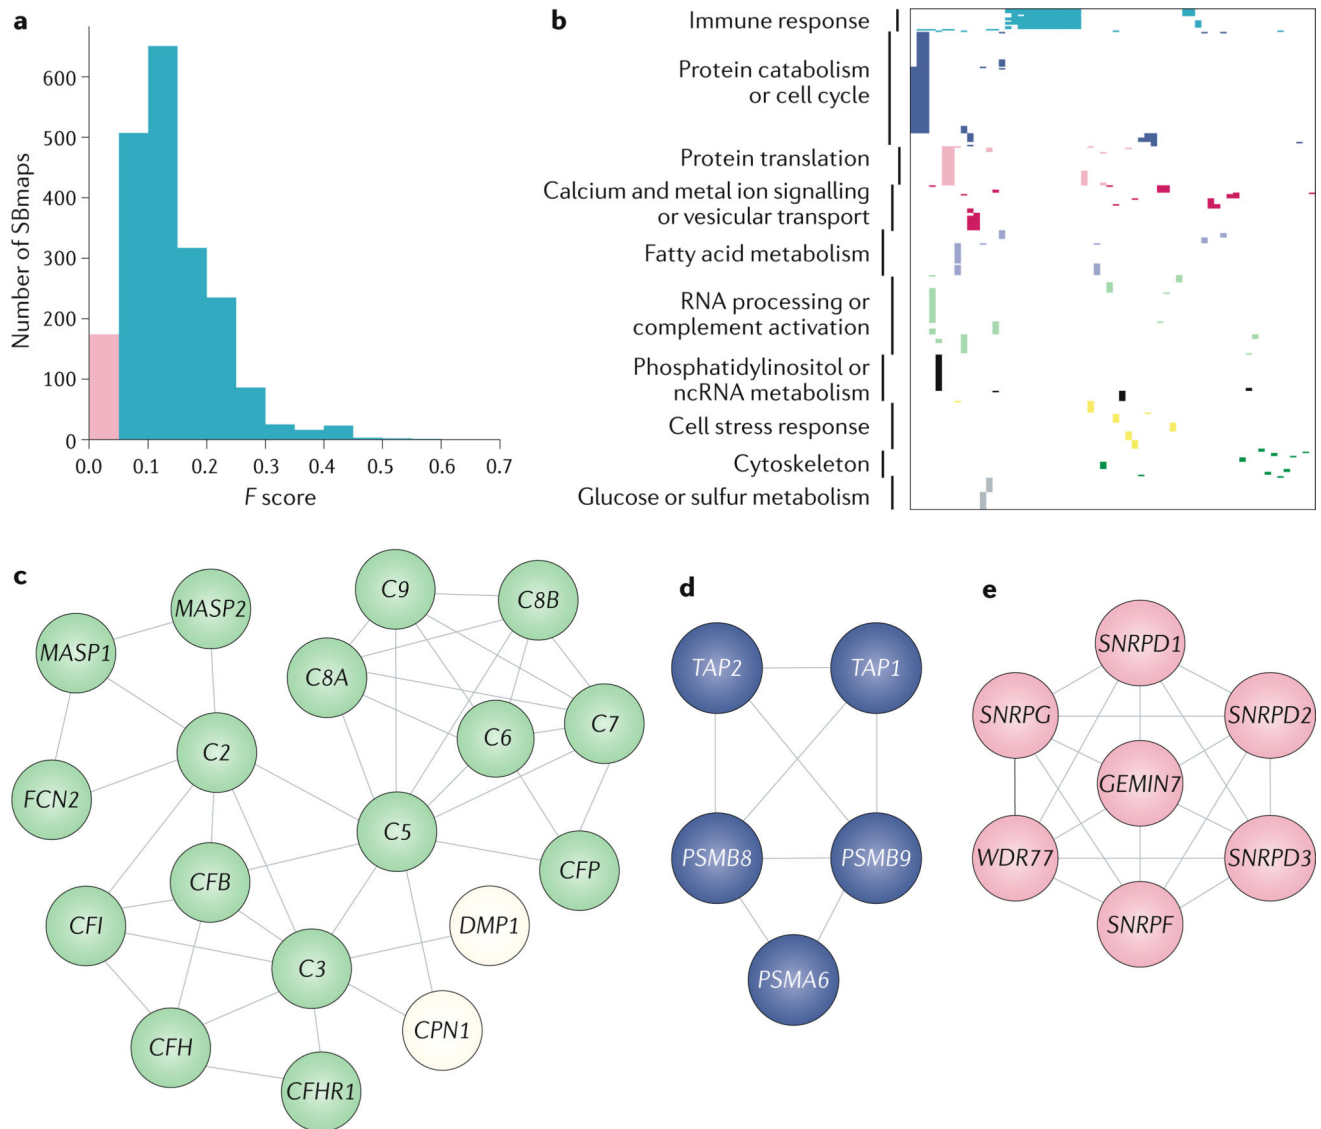 a
Number of SBmaps
600
500
400
300
200
100
0
0.0 0.1 0.2 0.3 0.4 0.5 0.6 0.7
F score
b
Immune response
Protein catabolism
or cell cycle
Protein translation
Calcium and metal ion signalling
or vesicular transport
Fatty acid metabolism
RNA processing or
complement activation
Phosphatidylinositol or
ncRNA metabolism
Cell stress response
Cytoskeleton
Glucose or sulfur metabolism
c
MASP2
MASP1
C9
C8B
C8A
C6
C7
C2
FCN2
C5
CFP
CFB
CFI
DMP1
C3
CPN1
CFH
CFHR1
d
TAP2
TAP1
PSMB8
PSMB9
PSMA6
e
SNRPD1
SNRPG
SNRPD2
GEMIN7
WDR77
SNRPD3
SNRPF